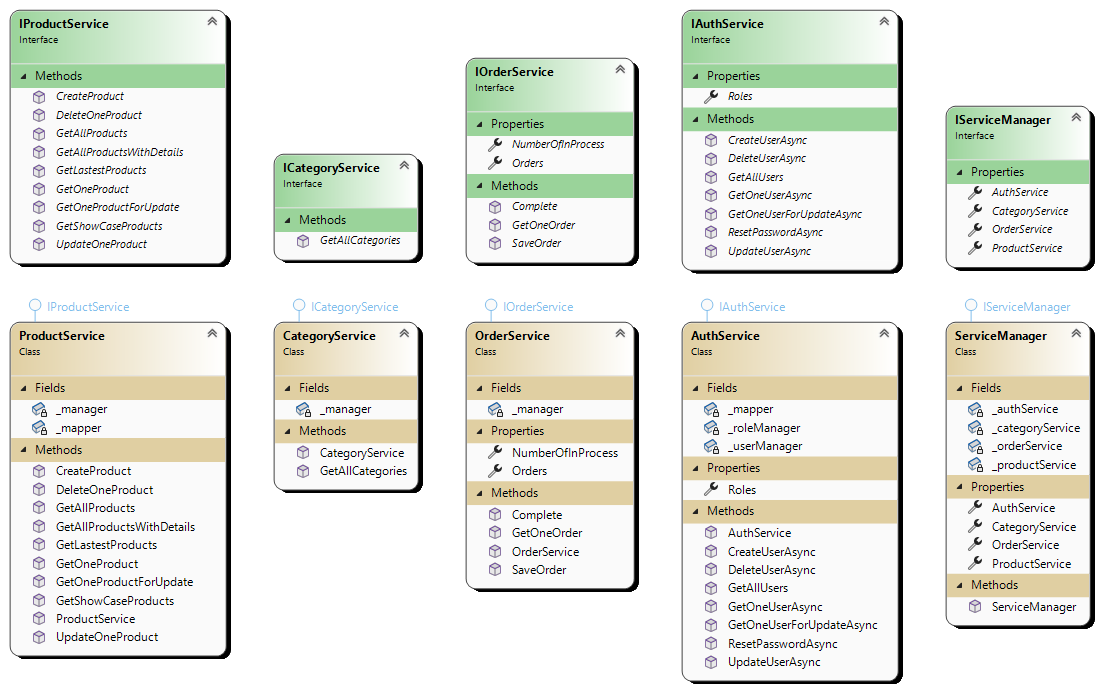 IProductService
Interface
Methods
CreateProduct
DeleteOneProduct
GetAllProducts
GetAllProductsWithDetails
GetLastestProducts
GetOneProduct
GetOneProductForUpdate
GetShowCaseProducts
UpdateOneProduct
ICategoryService
Interface
Methods
GetAllCategories
IOrderService
Interface
Properties
NumberOfInProcess
Orders
Methods
Complete
GetOneOrder
SaveOrder
IAuthService
Interface
Properties
Roles
Methods
CreateUserAsync
DeleteUserAsync
GetAllUsers
GetOneUserAsync
GetOneUserForUpdateAsync
ResetPasswordAsync
UpdateUserAsync
IServiceManager
Interface
Properties
AuthService
CategoryService
OrderService
ProductService
IProductService
ProductService
Class
Fields
_manager
_mapper
Methods
CreateProduct
DeleteOneProduct
GetAllProducts
GetAllProductsWithDetails
GetLastestProducts
GetOneProduct
GetOneProductForUpdate
GetShowCaseProducts
ProductService
UpdateOneProduct
ICategoryService
CategoryService
Class
Fields
_manager
Methods
CategoryService
GetAllCategories
IOrderService
OrderService
Class
Fields
_manager
Properties
NumberOfInProcess
Orders
Methods
Complete
GetOneOrder
OrderService
SaveOrder
IAuthService
AuthService
Class
Fields
_mapper
_roleManager
_userManager
Properties
Roles
Methods
AuthService
CreateUserAsync
DeleteUserAsync
GetAllUsers
GetOneUserAsync
GetOneUserForUpdateAsync
ResetPasswordAsync
UpdateUserAsync
IServiceManager
ServiceManager
Class
Fields
_authService
_categoryService
_orderService
_productService
Properties
AuthService
CategoryService
OrderService
ProductService
Methods
ServiceManager